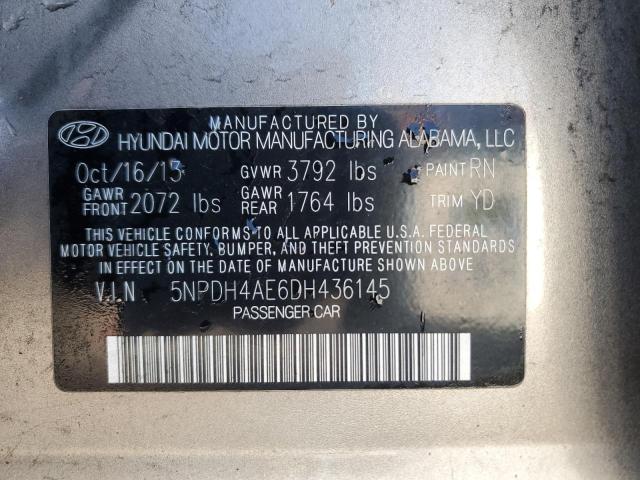 MANUFACTURED BY
HYUNDAI MOTOR MANUFACTURING ALABAMA, LLC
Oct/16/13 GVWR 3792 lbs PAINT RN
GAWR FRONT 2072 lbs GAWR REAR 1764 lbs TRIM YD
THIS VEHICLE CONFORMS TO ALL APPLICABLE U.S.A. FEDERAL
MOTOR VEHICLE SAFETY, BUMPER, AND THEFT PREVENTION STANDARDS
IN EFFECT ON THE DATE OF MANUFACTURE SHOWN ABOVE.
V.I.N 5NPDH4AE6DH436145
PASSENGER CAR